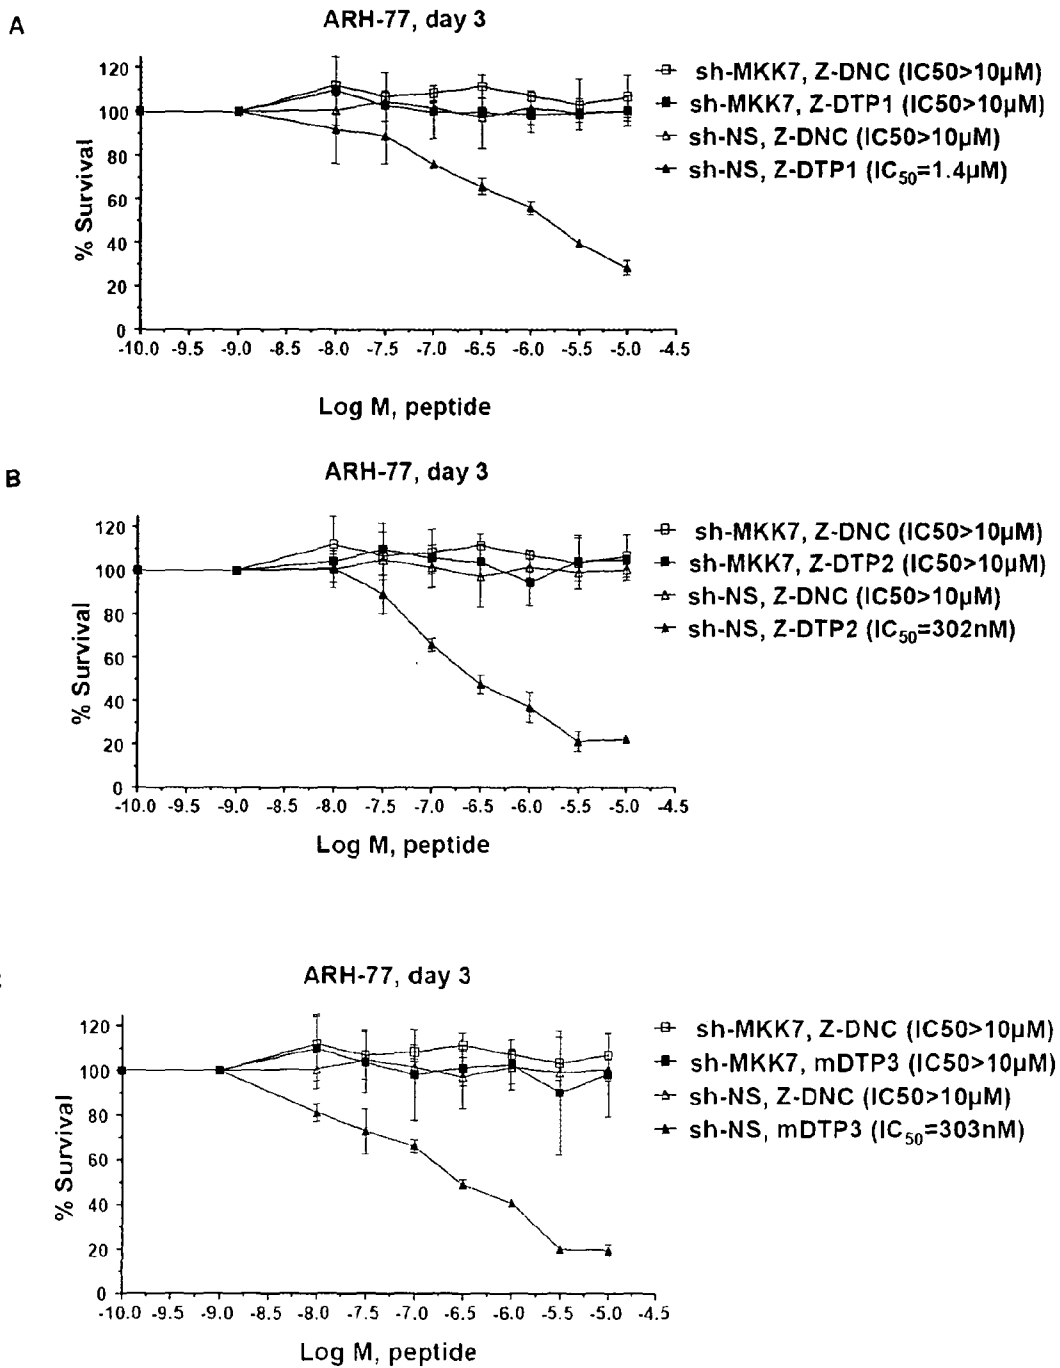 A
ARH-77, day 3
120
100
80
60
40
20
0
% Survival
-10.0 -9.5 -9.0 -8.5 -8.0 -7.5 -7.0 -6.5 -6.0 -5.5 -5.0 -4.5
Log M, peptide
sh-MKK7, Z-DNC (IC50>10µM)
sh-MKK7, Z-DTP1 (IC50>10µM)
sh-NS, Z-DNC (IC50>10µM)
sh-NS, Z-DTP1 (IC50=1.4µM)
B
ARH-77, day 3
120
100
80
60
40
20
0
% Survival
-10.0 -9.5 -9.0 -8.5 -8.0 -7.5 -7.0 -6.5 -6.0 -5.5 -5.0 -4.5
Log M, peptide
sh-MKK7, Z-DNC (IC50>10µM)
sh-MKK7, Z-DTP2 (IC50>10µM)
sh-NS, Z-DNC (IC50>10µM)
sh-NS, Z-DTP2 (IC50=302nM)
ARH-77, day 3
120
100
80
60
40
20
0
% Survival
-10.0 -9.5 -9.0 -8.5 -8.0 -7.5 -7.0 -6.5 -6.0 -5.5 -5.0 -4.5
Log M, peptide
sh-MKK7, Z-DNC (IC50>10µM)
sh-MKK7, mDTP3 (IC50>10µM)
sh-NS, Z-DNC (IC50>10µM)
sh-NS, mDTP3 (IC50=303nM)